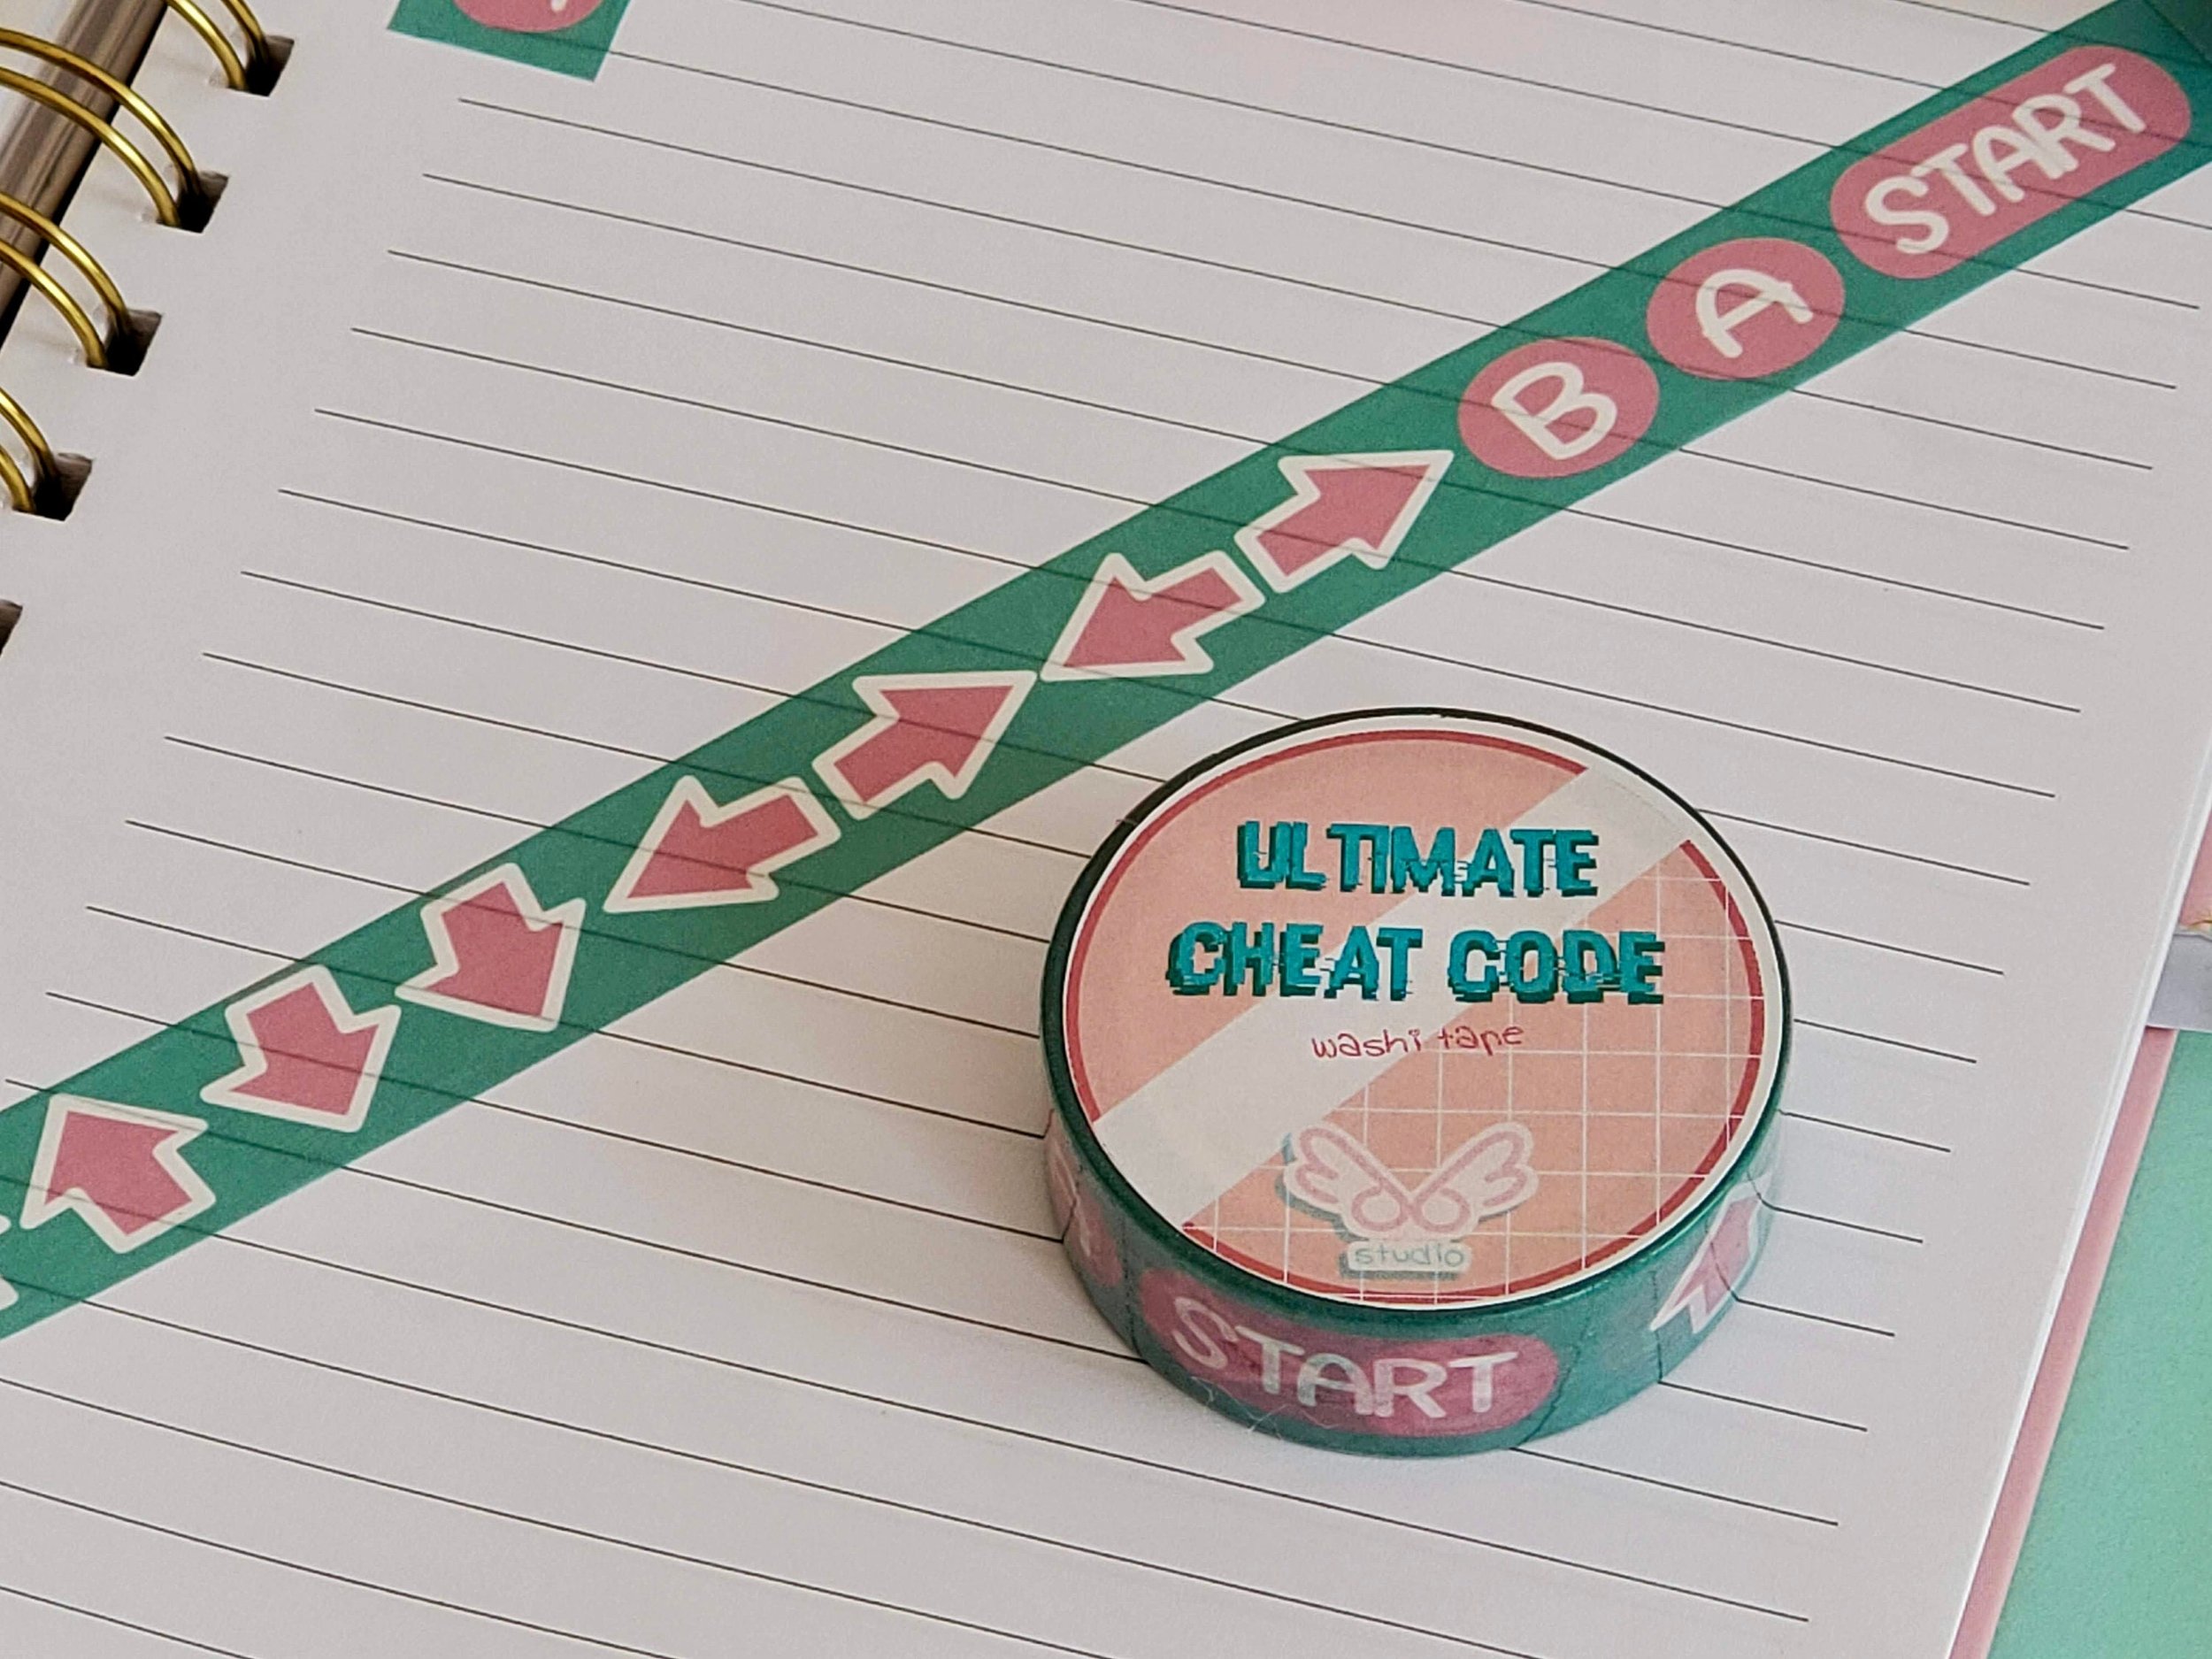 B A START
ULTIMATE
CHEAT CODE
washi tape
studio
START